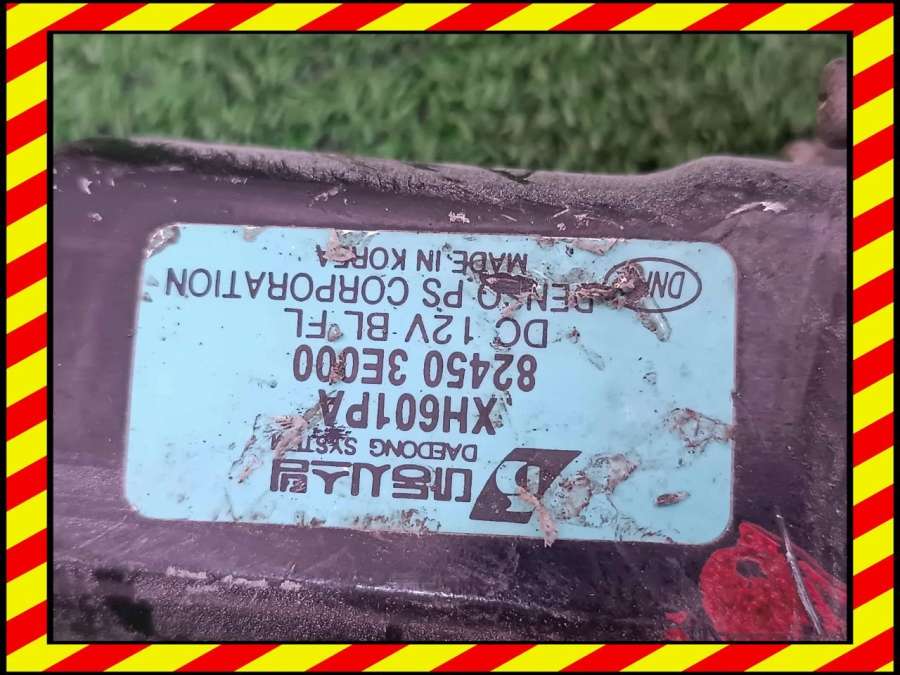 대동시스템
DAEDONG SYSTEM
XH601PA
82450 3E000
DC 12V BL FL
DENSO PS CORPORATION
MADE IN KOREA